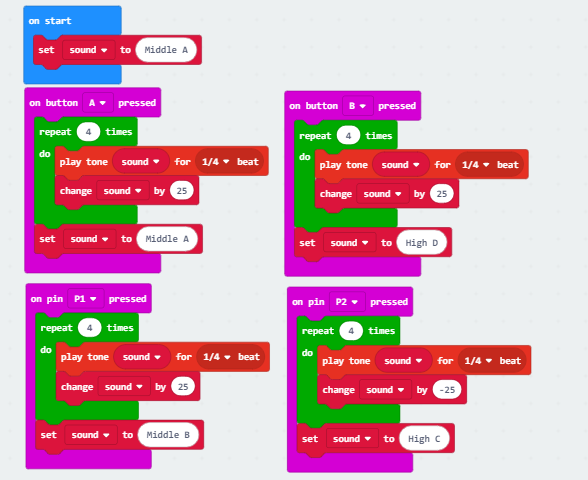 on start
set sound to Middle A
on button A pressed
repeat 4 times
do
play tone sound for 1/4 beat
change sound by 25
set sound to Middle A
on button B pressed
repeat 4 times
do
play tone sound for 1/4 beat
change sound by 25
set sound to High D
on pin P1 pressed
repeat 4 times
do
play tone sound for 1/4 beat
change sound by 25
set sound to Middle B
on pin P2 pressed
repeat 4 times
do
play tone sound for 1/4 beat
change sound by -25
set sound to High C